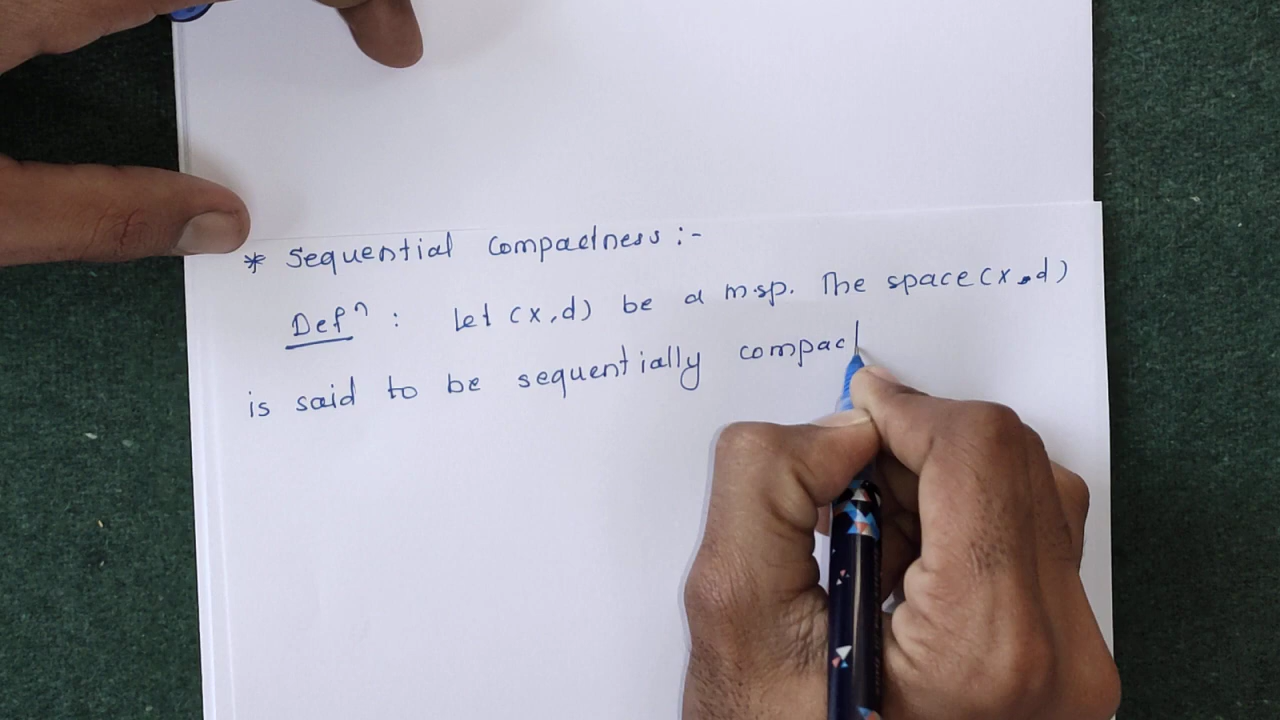 * Sequential compactness :-
Defⁿ : Let (x,d) be a m.sp. The space (x,d)
is said to be sequentially compact